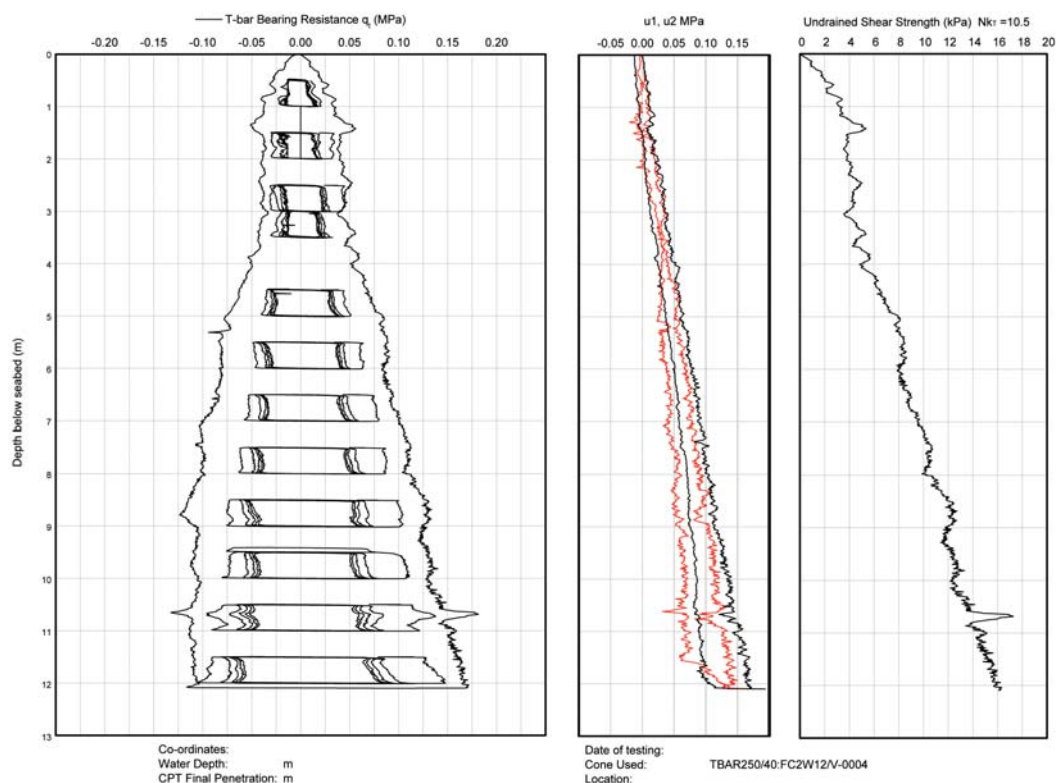 T-bar Bearing Resistance qt (MPa)
-0.20 -0.15 -0.10 -0.05 0.00 0.05 0.00 0.05 0.15 0.20
0
1
2
3
4
5
6
7
8
9
10
11
12
13
Depth below seabed (m)
Co-ordinates:
Water Depth: m
CPT Final Penetration: m
u1, u2 MPa
-0.05 0.00 0.05 0.10 0.15
Date of testing:
Cone Used: TBAR250/40:FC2W12/V-0004
Location:
Undrained Shear Strength (kPa) NkT =10.5
0 2 4 6 8 10 12 14 16 18 20